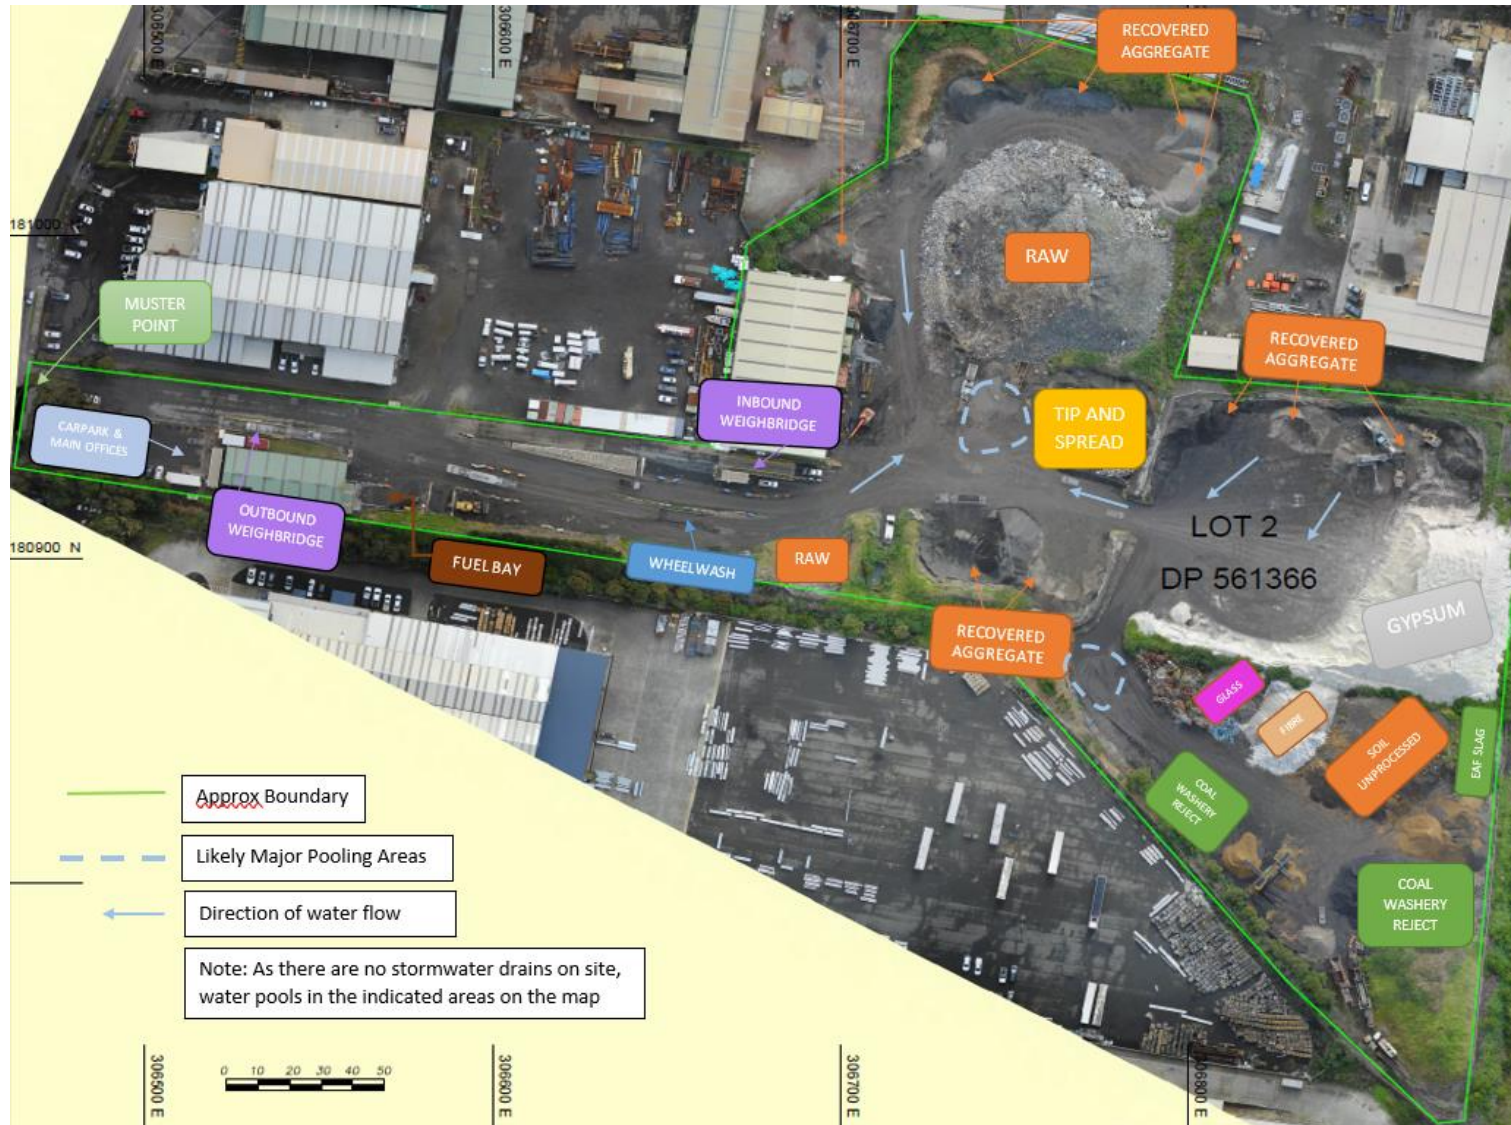 306500 E
306600 E
306700 E
RECOVERED
AGGREGATE
181000 N
RAW
MUSTER
POINT
RECOVERED
AGGREGATE
INBOUND
WEIGHBRIDGE
TIP AND
SPREAD
CARPARK &
MAIN OFFICES
OUTBOUND
WEIGHBRIDGE
LOT 2
DP 561366
180900 N
FUEL BAY
WHEELWASH
RAW
GYPSUM
RECOVERED
AGGREGATE
GLASS
FIBRE
SOIL
UNPROCESSED
EAF SLAG
COAL
WASHERY
REJECT
COAL
WASHERY
REJECT
Approx Boundary
Likely Major Pooling Areas
Direction of water flow
Note: As there are no stormwater drains on site,
water pools in the indicated areas on the map
0 10 20 30 40 50
306500 E
306600 E
306700 E
306800 E